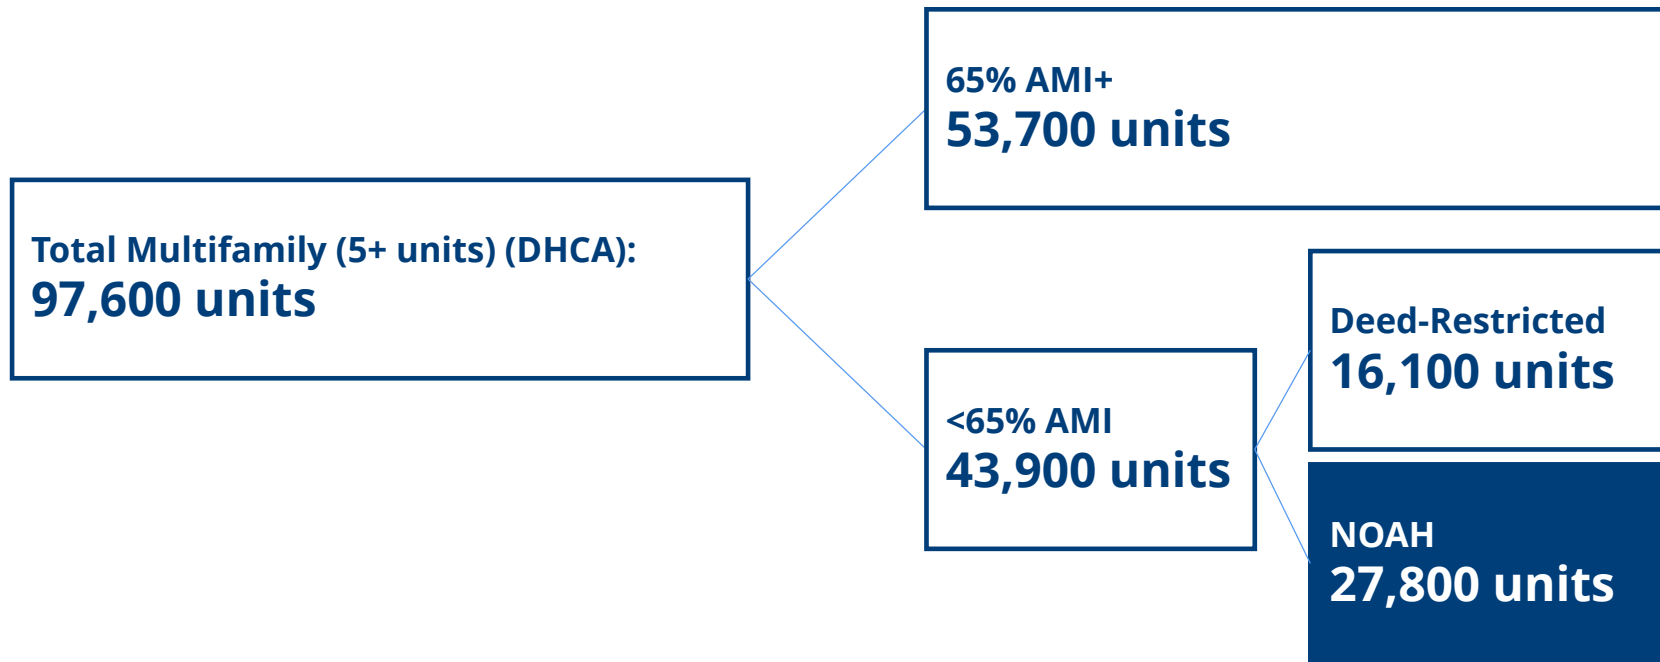 65% AMI+
53,700 units
Total Multifamily (5+ units) (DHCA):
97,600 units
Deed-Restricted
16,100 units
<65% AMI
43,900 units
NOAH
27,800 units